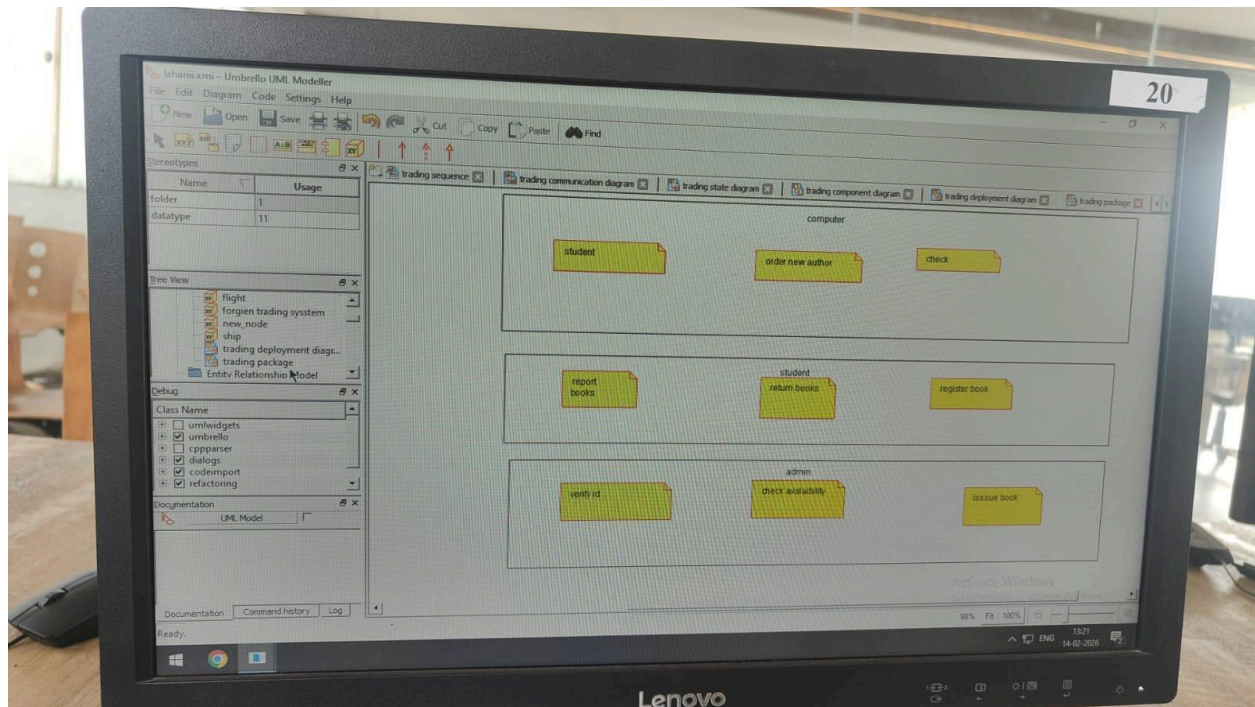 20
lahanii.xmi – Umbrello UML Modeller
File Edit Diagram Code Settings Help
New Open Save Cut Copy Paste Find
Stereotypes
Name Usage
folder 1
datatype 11
Tree View
flight
forgien trading sysstem
new_node
ship
trading deployment diagr...
trading package
Entity Relationship Model
Debug
Class Name
umlwidgets
umbrello
cppparser
dialogs
codeimport
refactoring
Documentation
UML Model
Documentation Command history Log
Ready.
trading sequence trading communication diagram trading state diagram trading component diagram trading deployment diagram trading package
computer
student
order new author
check
student
report
books
return books
register book
admin
verify id
check avalaibility
isssue book
Activate Windows
98% Fit 100%
ENG
13:21
14-02-2026
Lenovo